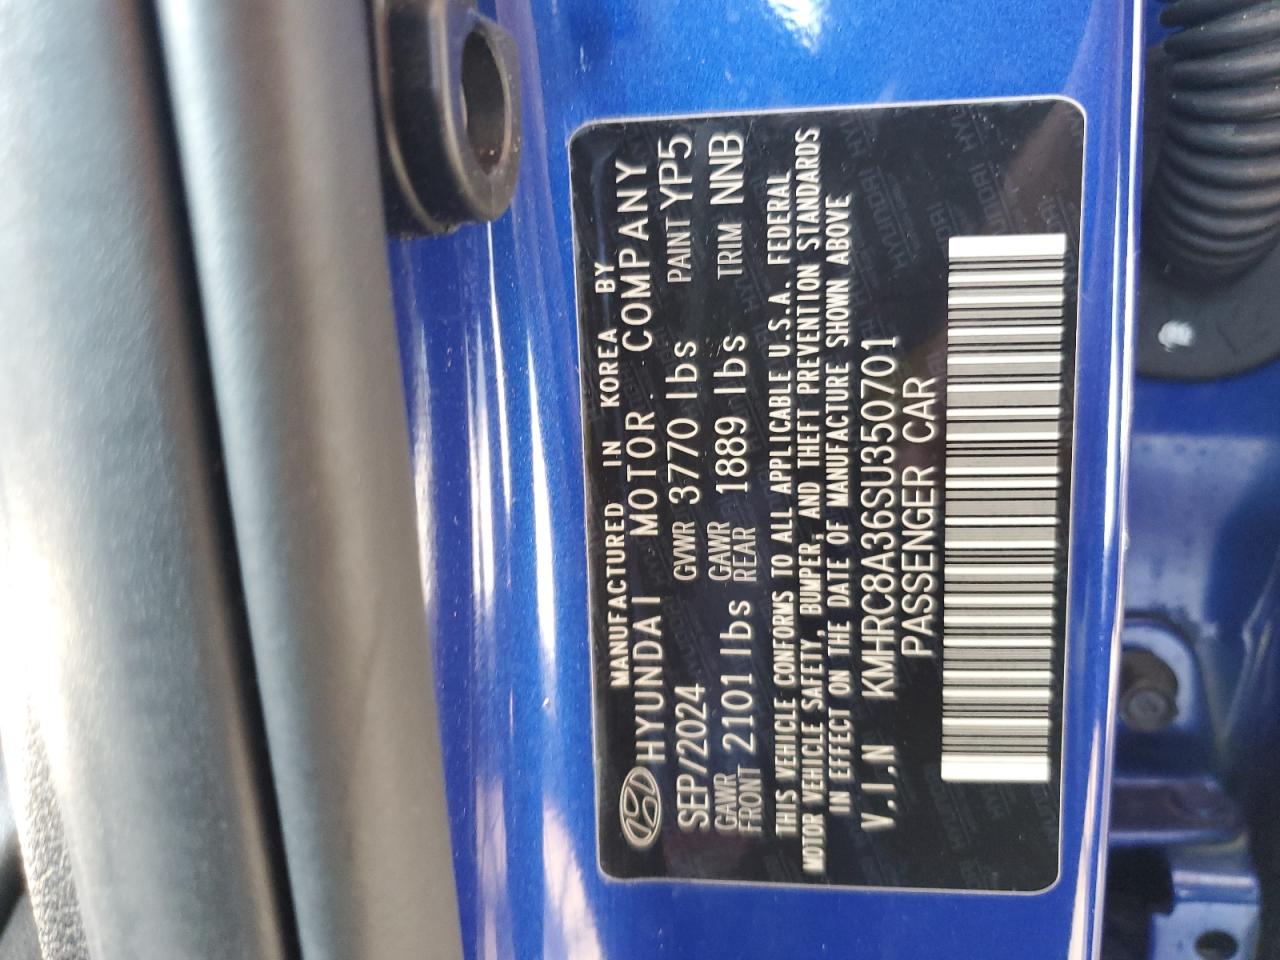 MANUFACTURED IN KOREA BY
HYUNDAI MOTOR COMPANY
SEP/2024 GVWR 3770 lbs PAINT YP5
GAWR FRONT 2101 lbs GAWR REAR 1889 lbs TRIM NNB
THIS VEHICLE CONFORMS TO ALL APPLICABLE U.S.A. FEDERAL
MOTOR VEHICLE SAFETY, BUMPER, AND THEFT PREVENTION STANDARDS
IN EFFECT ON THE DATE OF MANUFACTURE SHOWN ABOVE
V.I.N KMHRC8A36SU350701
PASSENGER CAR